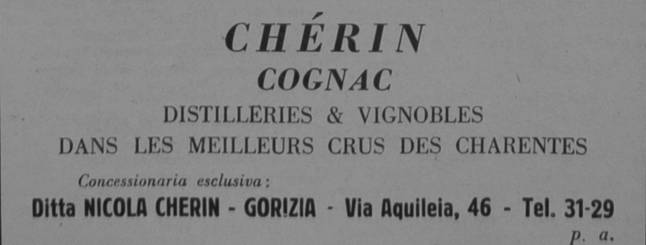 CHÉRIN
COGNAC
DISTILLERIES & VIGNOBLES
DANS LES MEILLEURS CRUS DES CHARENTES
Concessionaria esclusiva:
Ditta NICOLA CHERIN - GORIZIA - Via Aquileia, 46 - Tel. 31-29
p. a.